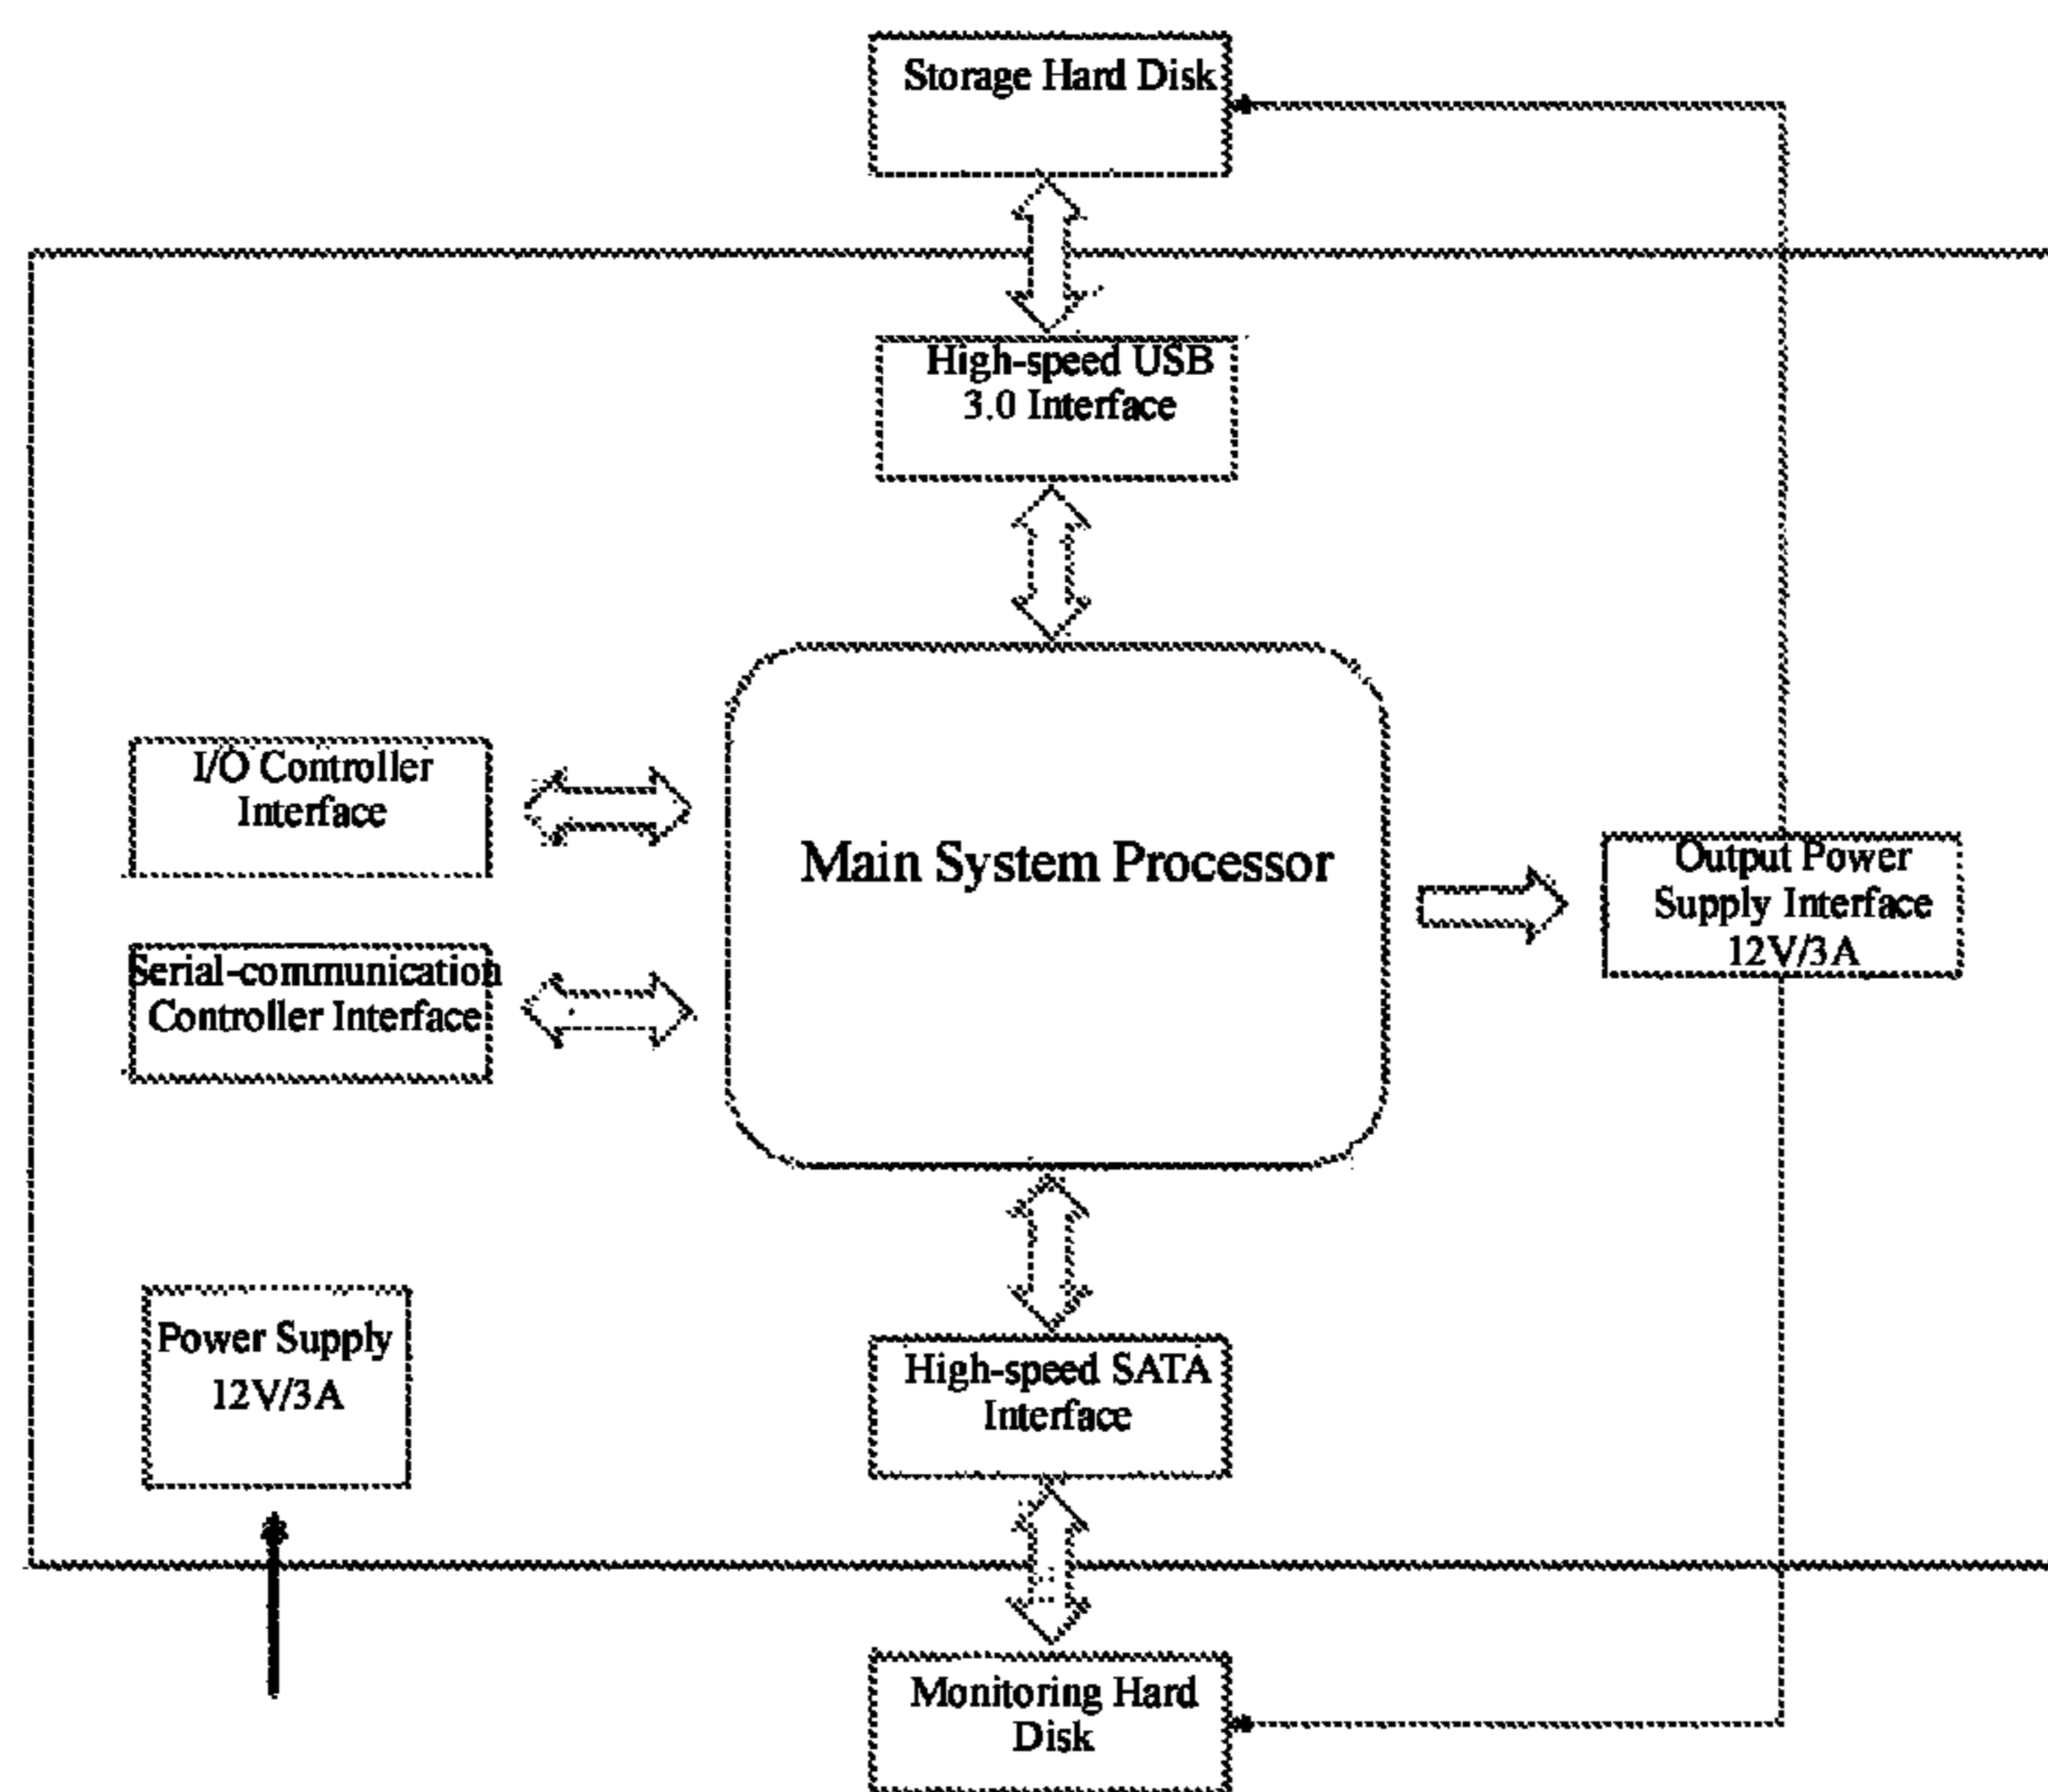 Storage Hard Disk
High-speed USB
3.0 Interface
I/O Controller
Interface
Main System Processor
Output Power
Supply Interface
12V/3A
Serial-communication
Controller Interface
Power Supply
12V/3A
High-speed SATA
Interface
Monitoring Hard
Disk